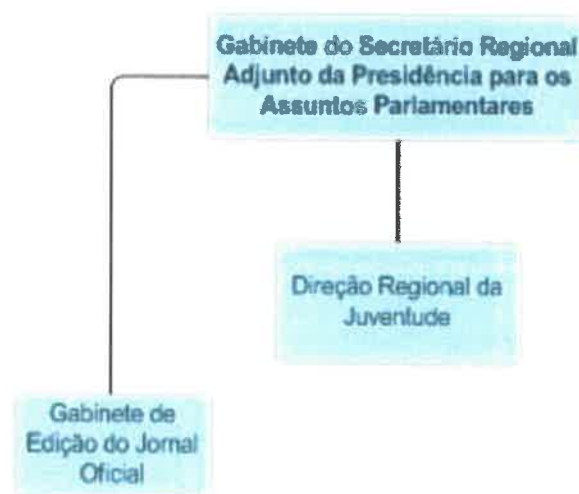 Gabinete do Secretário Regional
Adjunto da Presidência para os
Assuntos Parlamentares
Direção Regional da
Juventude
Gabinete de
Edição do Jornal
Oficial